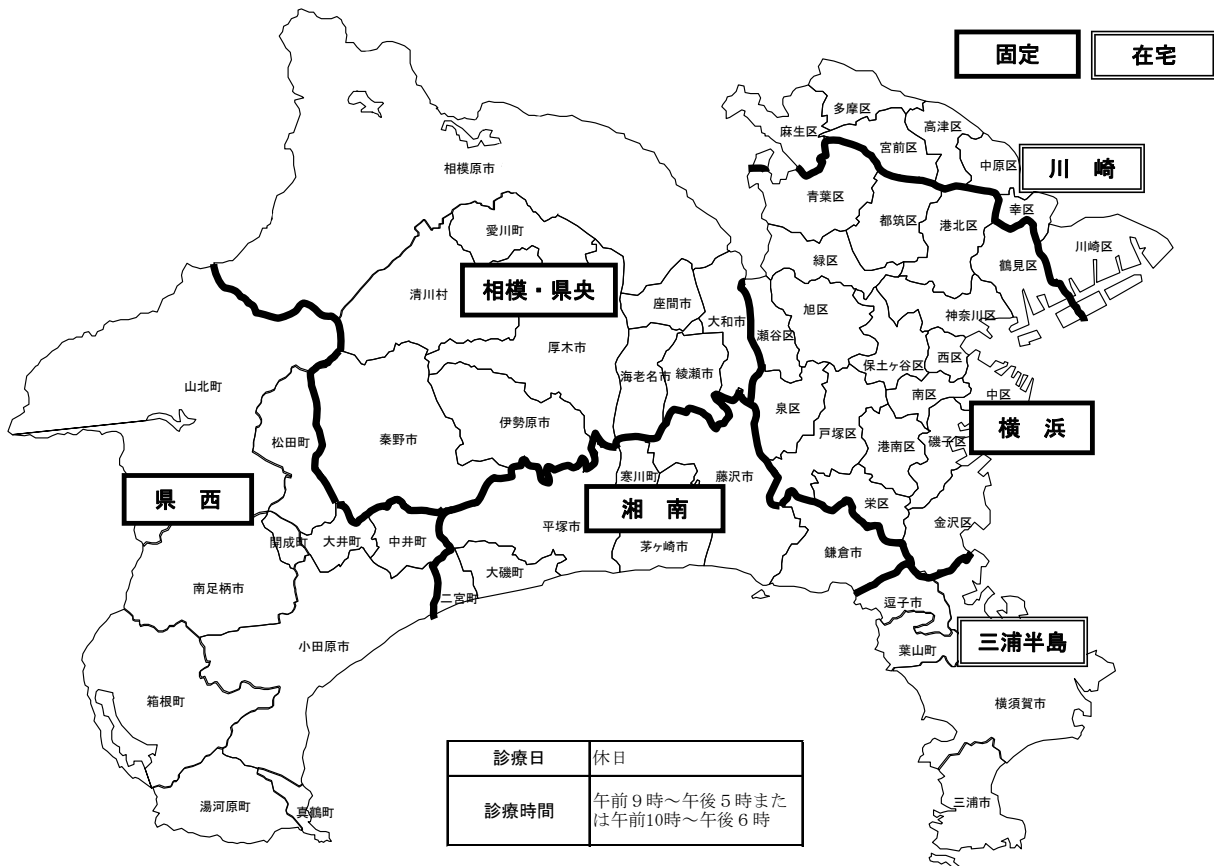 固定
在宅
多摩区
高津区
麻生区
宮前区
中原区
川　崎
相模原市
青葉区
幸区
都筑区
港北区
川崎区
愛川町
緑区
鶴見区
清川村
相模・県央
座間市
大和市
旭区
神奈川区
瀬谷区
厚木市
保土ヶ谷区
西区
山北町
海老名市
綾瀬市
南区
中区
泉区
伊勢原市
横　浜
松田町
秦野市
戸塚区
港南区
磯子区
寒川町
藤沢市
県　西
湘　南
栄区
金沢区
平塚市
開成町
大井町
中井町
茅ヶ崎市
鎌倉市
大磯町
南足柄市
二宮町
逗子市
小田原市
三浦半島
葉山町
箱根町
横須賀市
診療日
休日
湯河原町
真鶴町
診療時間
午前９時～午後５時また
は午前10時～午後６時
三浦市